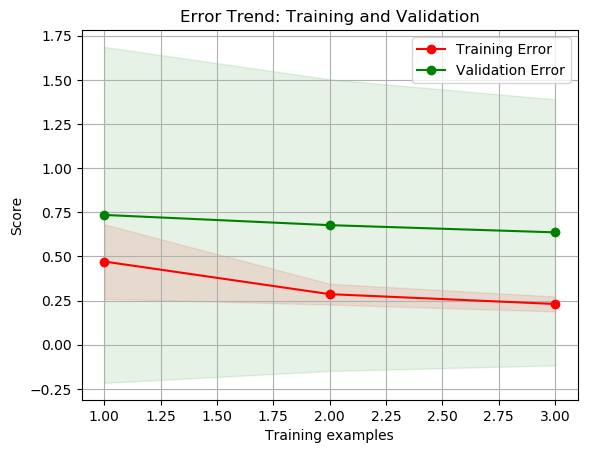 Error Trend: Training and Validation
Training Error
Validation Error
Score
1.75
1.50
1.25
1.00
0.75
0.50
0.25
0.00
−0.25
1.00 1.25 1.50 1.75 2.00 2.25 2.50 2.75 3.00
Training examples